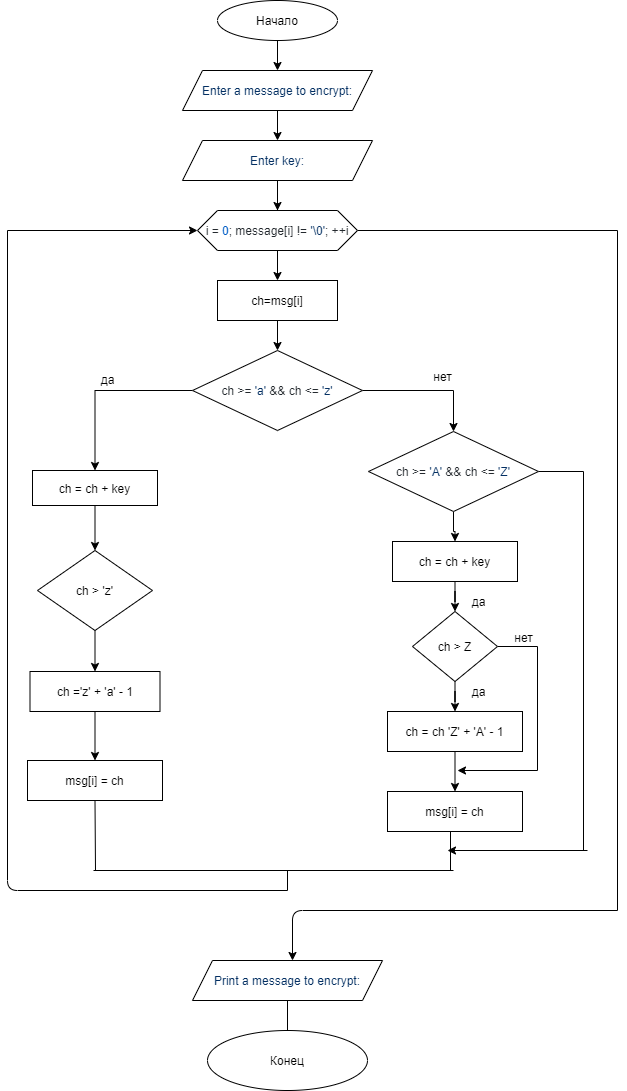 Начало
Enter a message to encrypt:
Enter key:
i = 0; message[i] != '\0'; ++i
ch=msg[i]
да
ch >= 'a' && ch <= 'z'
нет
ch = ch + key
ch > 'z'
ch ='z' + 'a' - 1
msg[i] = ch
ch >= 'A' && ch <= 'Z'
ch = ch + key
да
ch > Z
нет
да
ch = ch 'Z' + 'A' - 1
msg[i] = ch
Print a message to encrypt:
Конец